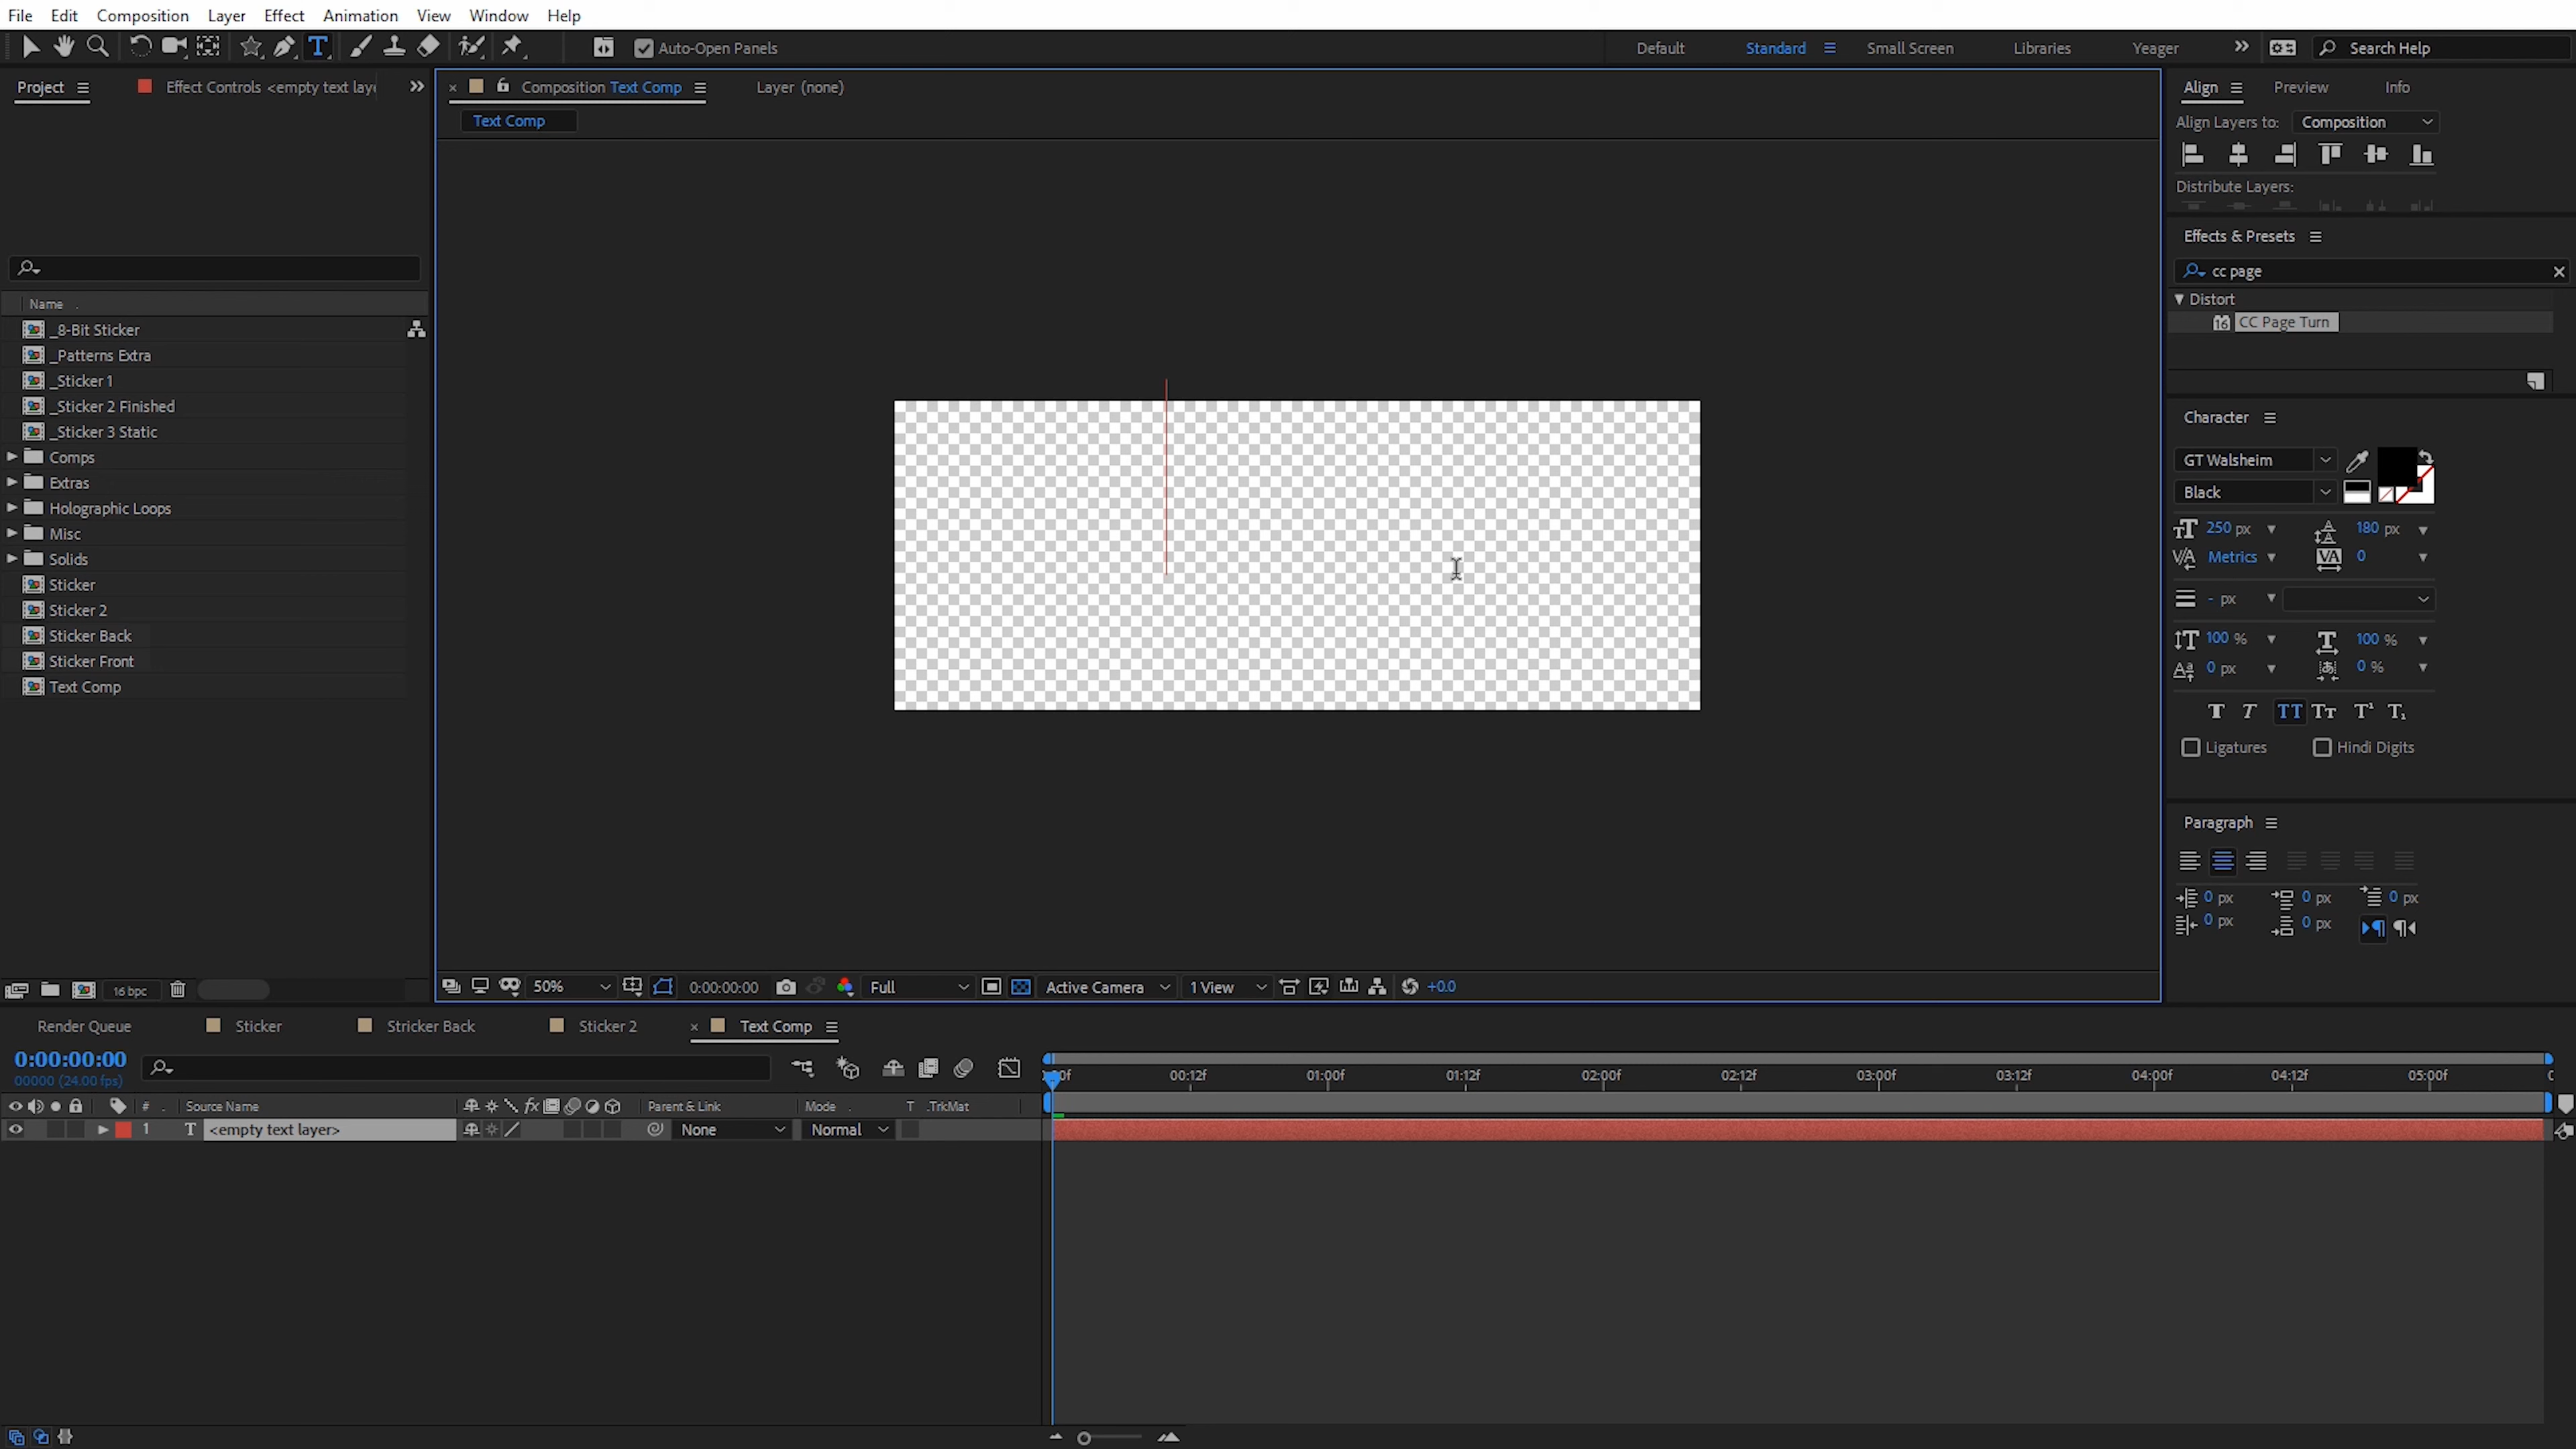 File Edit Composition Layer Effect Animation View Window Help
Auto-Open Panels Default Standard Small Screen Libraries Yeager Search Help
Project Effect Controls <empty text laye
Composition Text Comp Layer (none)
Text Comp
Name
_8-Bit Sticker
_Patterns Extra
_Sticker 1
_Sticker 2 Finished
_Sticker 3 Static
Comps
Extras
Holographic Loops
Misc
Solids
Sticker
Sticker 2
Sticker Back
Sticker Front
Text Comp
16 bpc
50% 0:00:00:00 Full Active Camera 1 View +0.0
Align Preview Info
Align Layers to: Composition
Distribute Layers:
Effects & Presets
cc page
Distort
16 CC Page Turn
Character
GT Walsheim
Black
250 px 180 px
Metrics 0
- px
100 % 100 %
0 px 0 %
Ligatures Hindi Digits
Paragraph
0 px 0 px 0 px
0 px 0 px
Render Queue Sticker Stricker Back Sticker 2 Text Comp
0:00:00:00
00000 (24.00 fps)
00:12f 01:00f 01:12f 02:00f 02:12f 03:00f 03:12f 04:00f 04:12f 05:00f
# Source Name fx Parent & Link Mode T .TrkMat
1 T <empty text layer> None Normal